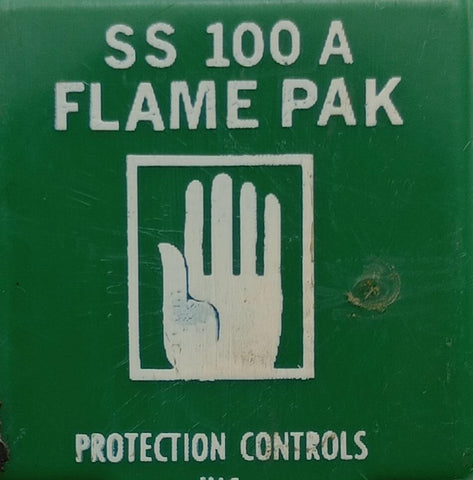 SS 100 A
FLAME PAK
PROTECTION CONTROLS